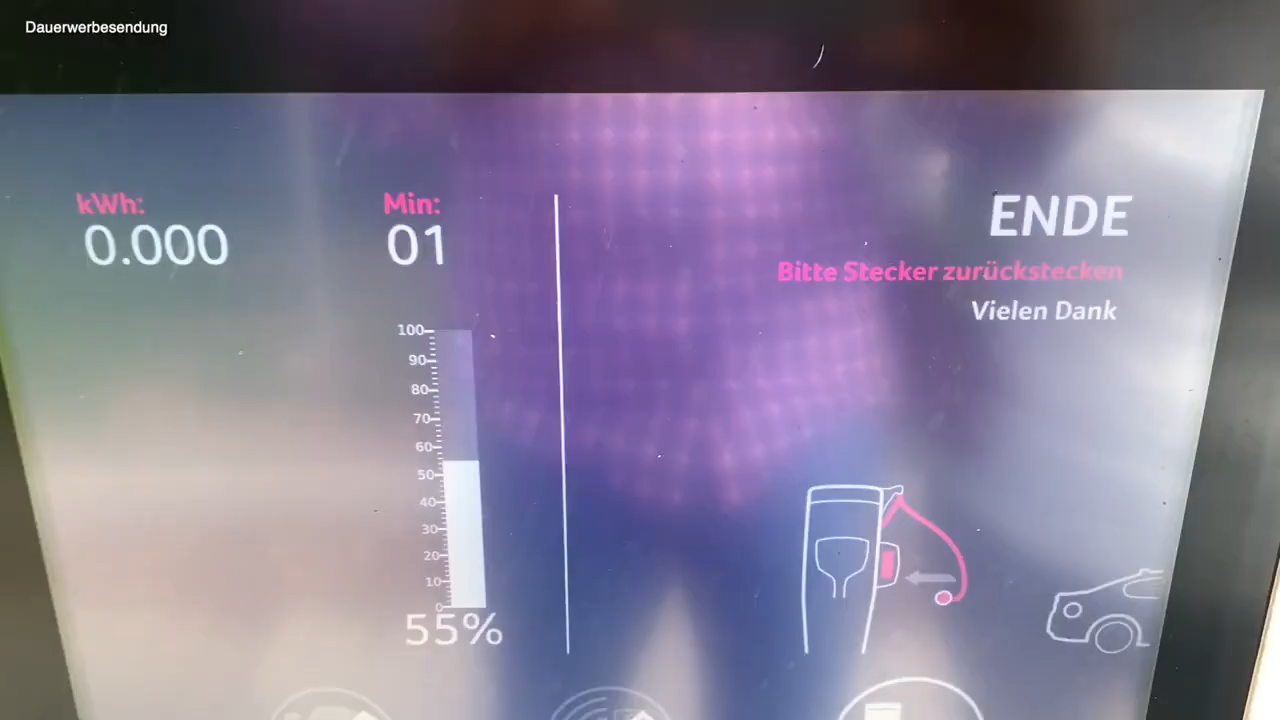 Dauerwerbesendung
kWh:
0.000
Min:
01
ENDE
Bitte Stecker zurückstecken
Vielen Dank
100
90
80
70
60
50
40
30
20
10
0
55%